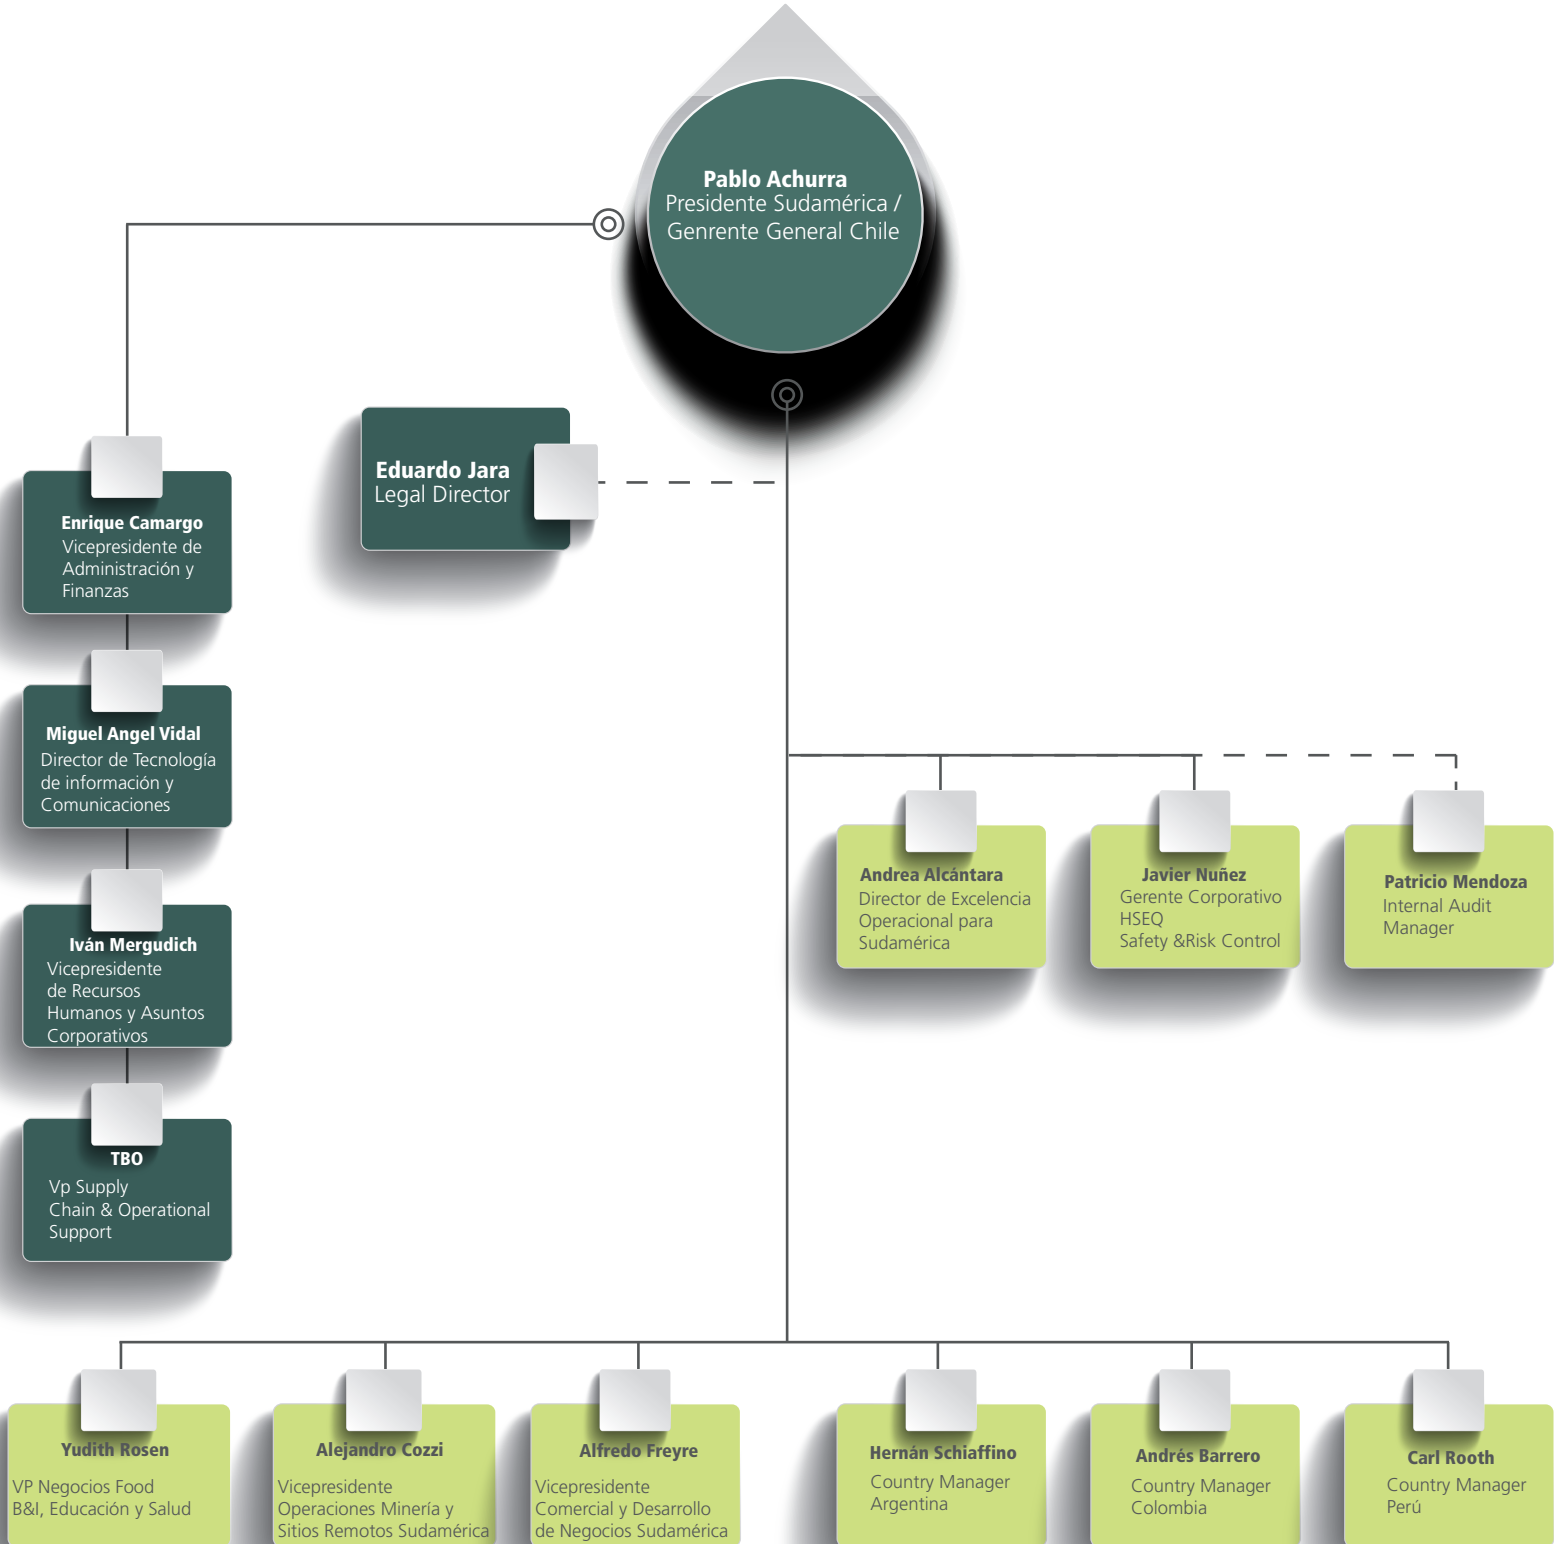 Pablo Achurra
Presidente Sudamérica /
Genrente General Chile
Eduardo Jara
Legal Director
Enrique Camargo
Vicepresidente de
Administración y
Finanzas
Miguel Angel Vidal
Director de Tecnología
de información y
Comunicaciones
Iván Mergudich
Vicepresidente
de Recursos
Humanos y Asuntos
Corporativos
TBO
Vp Supply
Chain & Operational
Support
Andrea Alcántara
Director de Excelencia
Operacional para
Sudamérica
Javier Nuñez
Gerente Corporativo
HSEQ
Safety &Risk Control
Patricio Mendoza
Internal Audit
Manager
Yudith Rosen
VP Negocios Food
B&I, Educación y Salud
Alejandro Cozzi
Vicepresidente
Operaciones Minería y
Sitios Remotos Sudamérica
Alfredo Freyre
Vicepresidente
Comercial y Desarrollo
de Negocios Sudamérica
Hernán Schiaffino
Country Manager
Argentina
Andrés Barrero
Country Manager
Colombia
Carl Rooth
Country Manager
Perú